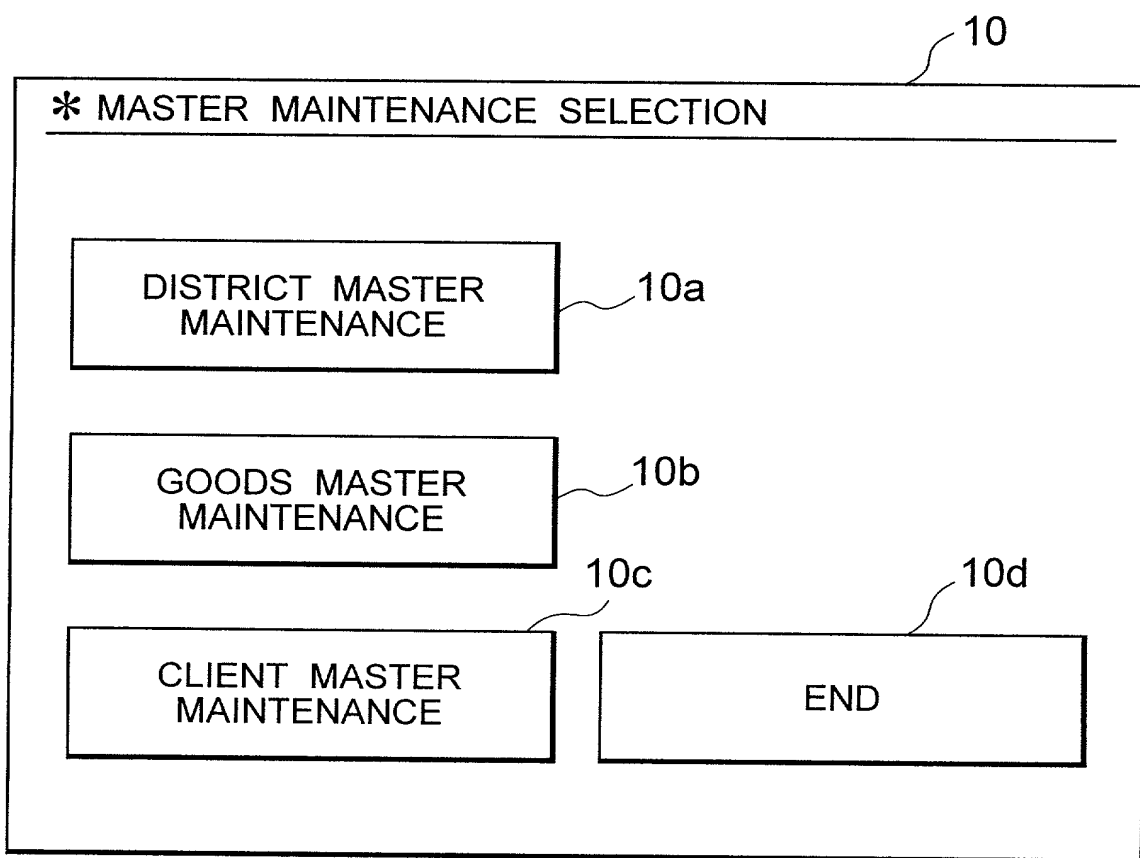 10
* MASTER MAINTENANCE SELECTION
DISTRICT MASTER
MAINTENANCE
10a
GOODS MASTER
MAINTENANCE
10b
10c
10d
CLIENT MASTER
MAINTENANCE
END